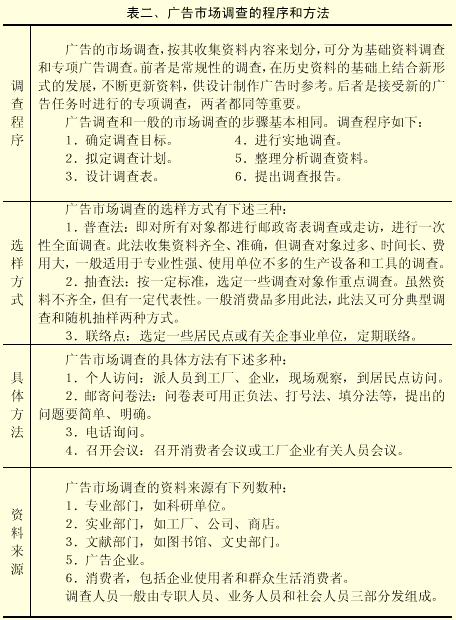 表二、广告市场调查的程序和方法
调查程序
广告的市场调查，按其收集资料内容来划分，可分为基础资料调查
和专项广告调查。前者是常规性的调查，在历史资料的基础上结合新形
式的发展，不断更新资料，供设计制作广告时参考。后者是接受新的广
告任务时进行的专项调查，两者都同等重要。
广告调查和一般的市场调查的步骤基本相同。调查程序如下：
1．确定调查目标。 4．进行实地调查。
2．拟定调查计划。 5．整理分析调查资料。
3．设计调查表。 6．提出调查报告。
选样方式
广告市场调查的选样方式有下述三种：
1．普查法：即对所有对象都进行邮政寄表调查或走访，进行一次
性全面调查。此法收集资料齐全、准确，但调查对象过多、时间长、费
用大，一般适用于专业性强、使用单位不多的生产设备和工具的调查。
2．抽查法：按一定标准，选定一些调查对象作重点调查。虽然资
料不齐全，但有一定代表性。一般消费品多用此法，此法又可分典型调
查和随机抽样两种方式。
3．联络点：选定一些居民点或有关企事业单位，定期联络。
具体方法
广告市场调查的具体方法有下述多种：
1．个人访问：派人员到工厂、企业，现场观察，到居民点访问。
2．邮寄问卷法：问卷表可用正负法、打号法、填分法等，提出的
问题要简单、明确。
3．电话询问。
4．召开会议：召开消费者会议或工厂企业有关人员会议。
资料来源
广告市场调查的资料来源有下列数种：
1．专业部门，如科研单位。
2．实业部门，如工厂、公司、商店。
3．文献部门，如图书馆、文史部门。
5．广告企业。
6．消费者，包括企业使用者和群众生活消费者。
调查人员一般由专职人员、业务人员和社会人员三部分发组成。